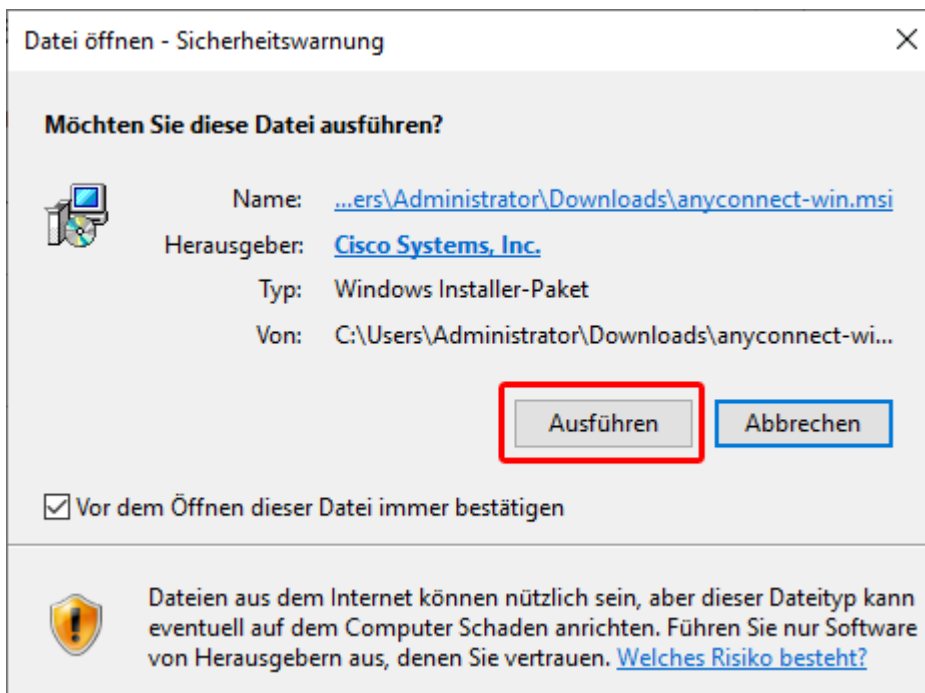 Datei öffnen - Sicherheitswarnung
Möchten Sie diese Datei ausführen?
Name: ...ers\Administrator\Downloads\anyconnect-win.msi
Herausgeber: Cisco Systems, Inc.
Typ: Windows Installer-Paket
Von: C:\Users\Administrator\Downloads\anyconnect-wi...
Ausführen Abbrechen
Vor dem Öffnen dieser Datei immer bestätigen
Dateien aus dem Internet können nützlich sein, aber dieser Dateityp kann
eventuell auf dem Computer Schaden anrichten. Führen Sie nur Software
von Herausgebern aus, denen Sie vertrauen. Welches Risiko besteht?